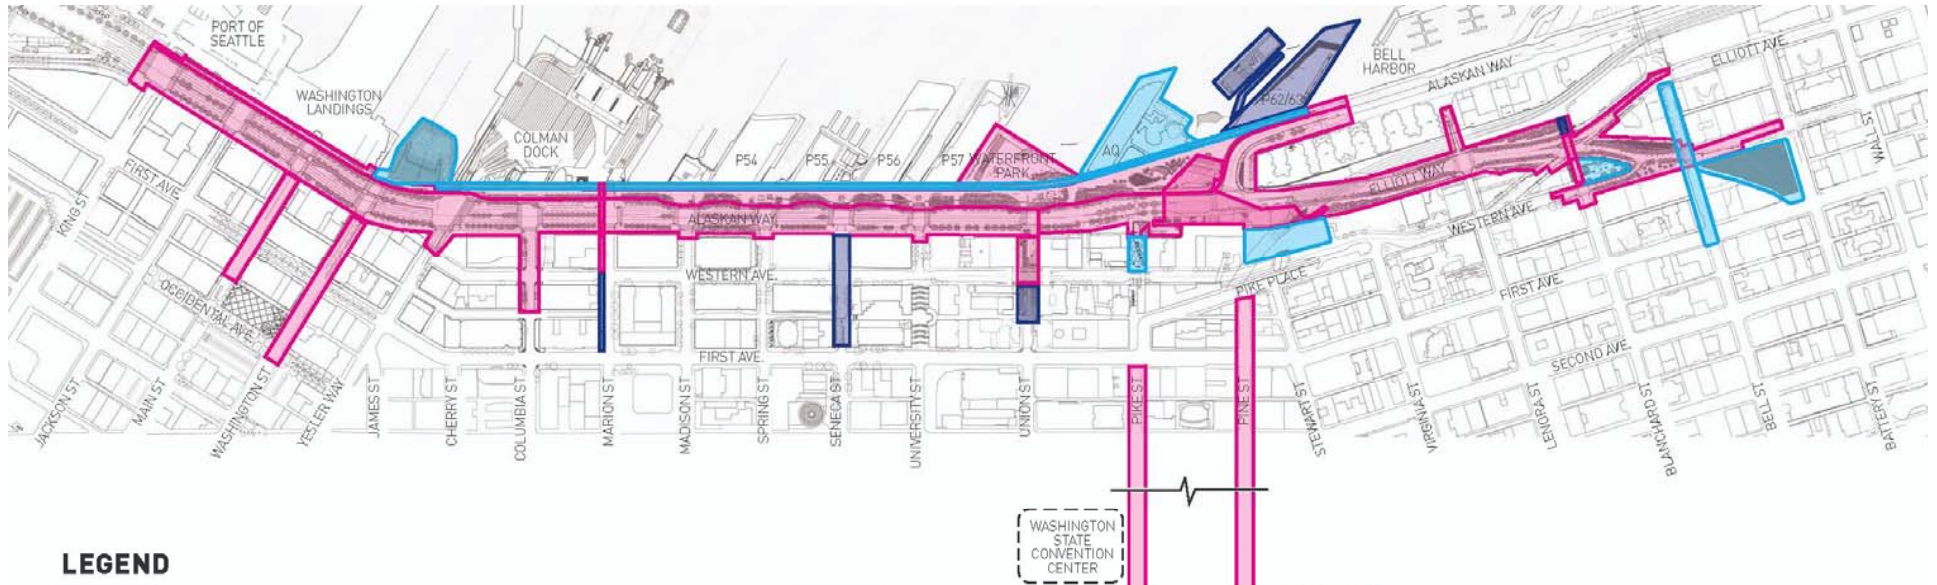 PORT OF
SEATTLE
WASHINGTON
LANDINGS
COLMAN
DOCK
P54
P55
P56
P57
WATERFRONT
PARK
AQ
P62/63
BELL
HARBOR
ALASKAN WAY
ELLIOTT AVE.
WALL ST
KING ST
FIRST AVE.
OCCIDENTAL AVE.
ALASKAN WAY
ELLIOTT WAY
WESTERN AVE.
WESTERN AVE.
PIKE PLACE
FIRST AVE.
FIRST AVE.
SECOND AVE.
JACKSON ST
MAIN ST
WASHINGTON ST
YESLER WAY
JAMES ST
CHERRY ST
COLUMBIA ST
MARION ST
MADISON ST
SPRING ST
SENECA ST
UNIVERSITY ST
UNION ST
PIKE ST
PINE ST
STEWART ST
VIRGINIA ST
LENORA ST
BLANCHARD ST
BELL ST
BATTERY ST
WASHINGTON
STATE
CONVENTION
CENTER
LEGEND